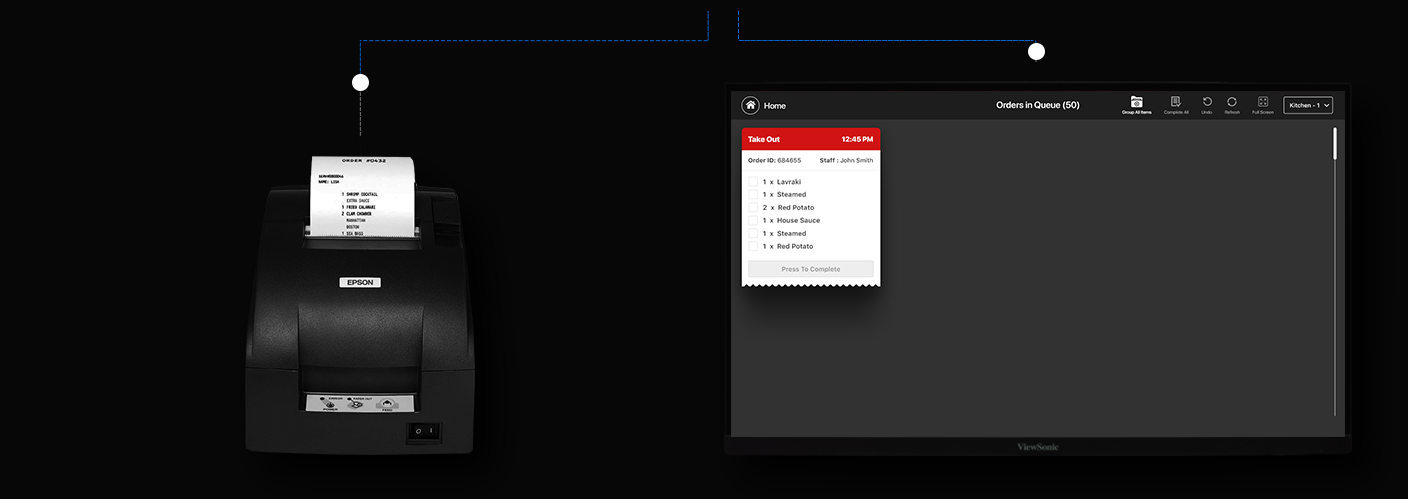 ORDER #0432
NAME: LISA
1 SHRIMP COCKTAIL
EXTRA SAUCE
1 FRIED CALAMARI
2 CLAM CHOWDER
MANHATTAN
BOSTON
1 SEA BASS
EPSON
ERROR
PAPER OUT
POWER
FEED
O I
Home
Orders in Queue (50)
Group All Items
Complete All
Undo
Refresh
Full Screen
Kitchen - 1
Take Out 12:45 PM
Order ID: 684655 Staff : John Smith
1 x Lavraki
1 x Steamed
2 x Red Potato
1 x House Sauce
1 x Steamed
1 x Red Potato
Press To Complete
ViewSonic